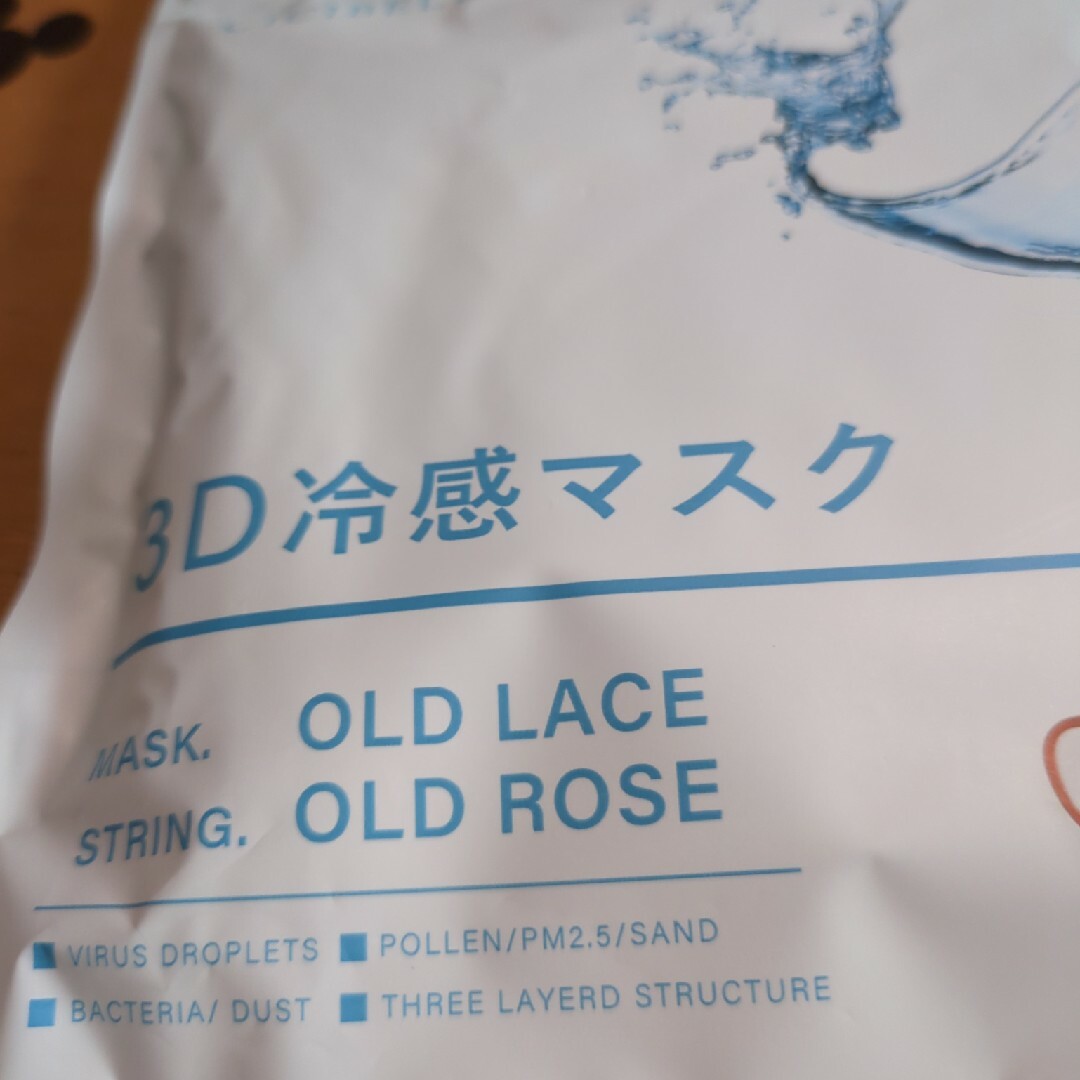 3D冷感マスク
MASK. OLD LACE
STRING. OLD ROSE
VIRUS DROPLETS POLLEN/PM2.5/SAND
BACTERIA/ DUST THREE LAYERD STRUCTURE